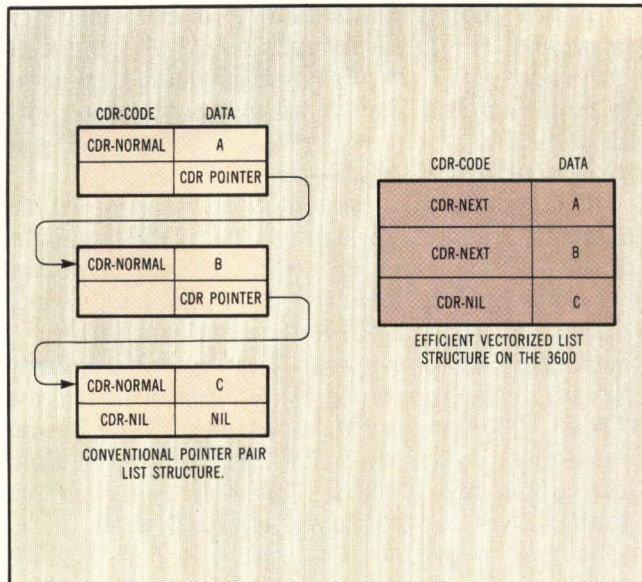 CDR-CODE DATA
CDR-NORMAL A
CDR POINTER
CDR-NORMAL B
CDR POINTER
CDR-NORMAL C
CDR-NIL NIL
CONVENTIONAL POINTER PAIR
LIST STRUCTURE.
CDR-CODE DATA
CDR-NEXT A
CDR-NEXT B
CDR-NIL C
EFFICIENT VECTORIZED LIST
STRUCTURE ON THE 3600